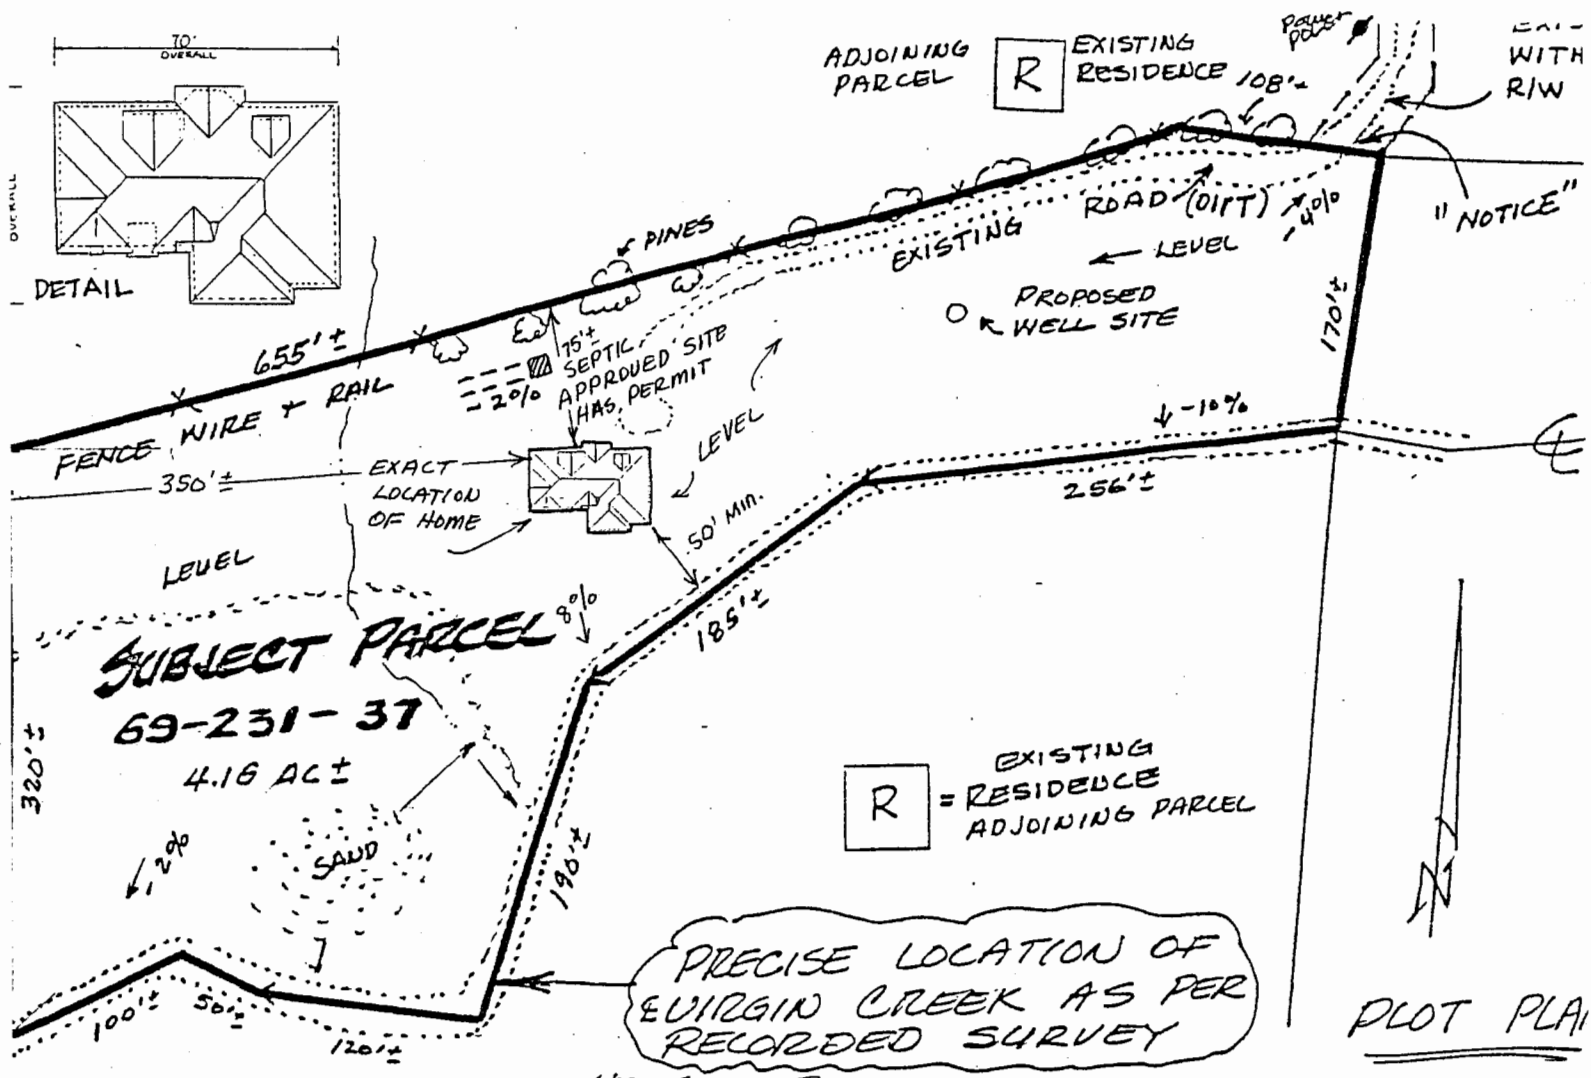 70'
OVERALL
OVERALL
DETAIL
ADJOINING
PARCEL
R
EXISTING
RESIDENCE
108'±
POWER
POLE
WITH
R/W
"NOTICE"
PINES
EXISTING
ROAD (DIRT)
4%
← LEVEL
PROPOSED
WELL SITE
170'±
655'±
FENCE WIRE + RAIL
75'±
SEPTIC
APPROVED SITE
HAS PERMIT
2%
LEVEL
-10%
256'±
℄
350'±
EXACT
LOCATION
OF HOME
50' MIN.
LEVEL
8%
185'±
SUBJECT PARCEL
69-231-37
4.16 AC±
320'±
2%
SAND
190'±
R
= EXISTING
RESIDENCE
ADJOINING PARCEL
N
100'±
50'±
120'±
PRECISE LOCATION OF
℄ VIRGIN CREEK AS PER
RECORDED SURVEY
PLOT PLA